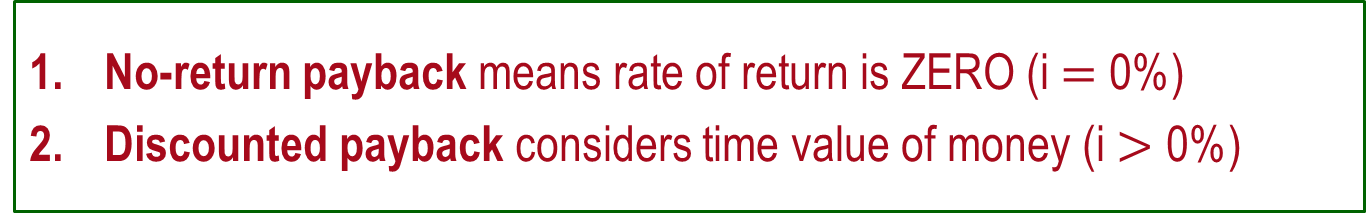 1. No-return payback means rate of return is ZERO (i = 0%)
2. Discounted payback considers time value of money (i > 0%)